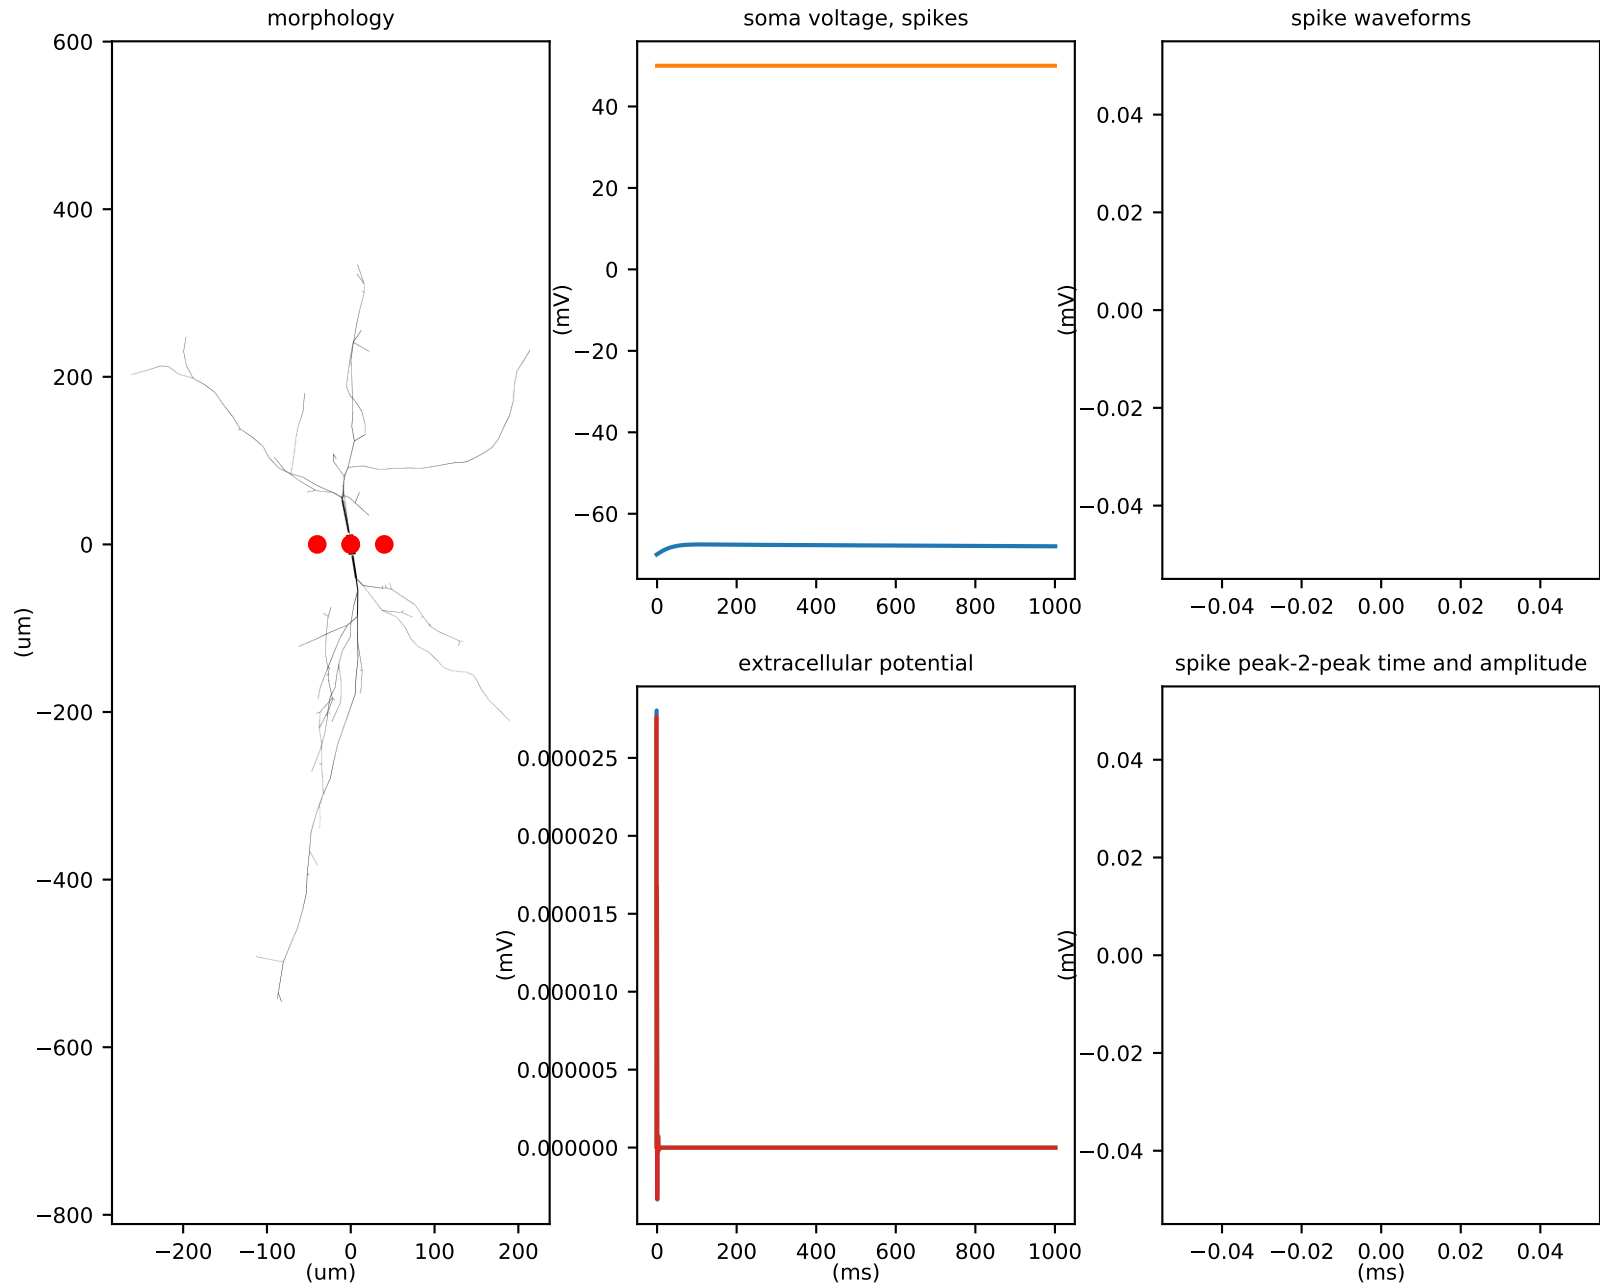 morphology
600
400
200
0
−200
−400
−600
−800
(um)
−200 −100 0 100 200
(um)
soma voltage, spikes
40
20
0
−20
−40
−60
(mV)
0 200 400 600 800 1000
spike waveforms
0.04
0.02
0.00
−0.02
−0.04
(mV)
−0.04 −0.02 0.00 0.02 0.04
extracellular potential
0.000025
0.000020
0.000015
0.000010
0.000005
0.000000
(mV)
0 200 400 600 800 1000
(ms)
spike peak-2-peak time and amplitude
0.04
0.02
0.00
−0.02
−0.04
(mV)
−0.04 −0.02 0.00 0.02 0.04
(ms)